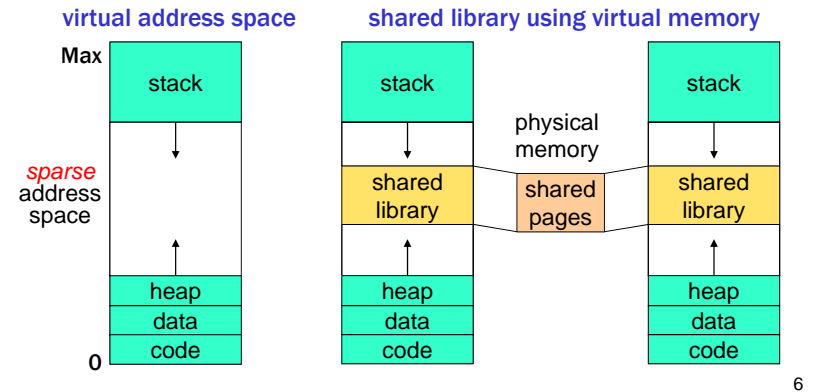 virtual address space
shared library using virtual memory
Max
stack
sparse
address
space
heap
data
code
0
stack
shared
library
heap
data
code
physical
memory
shared
pages
stack
shared
library
heap
data
code
6